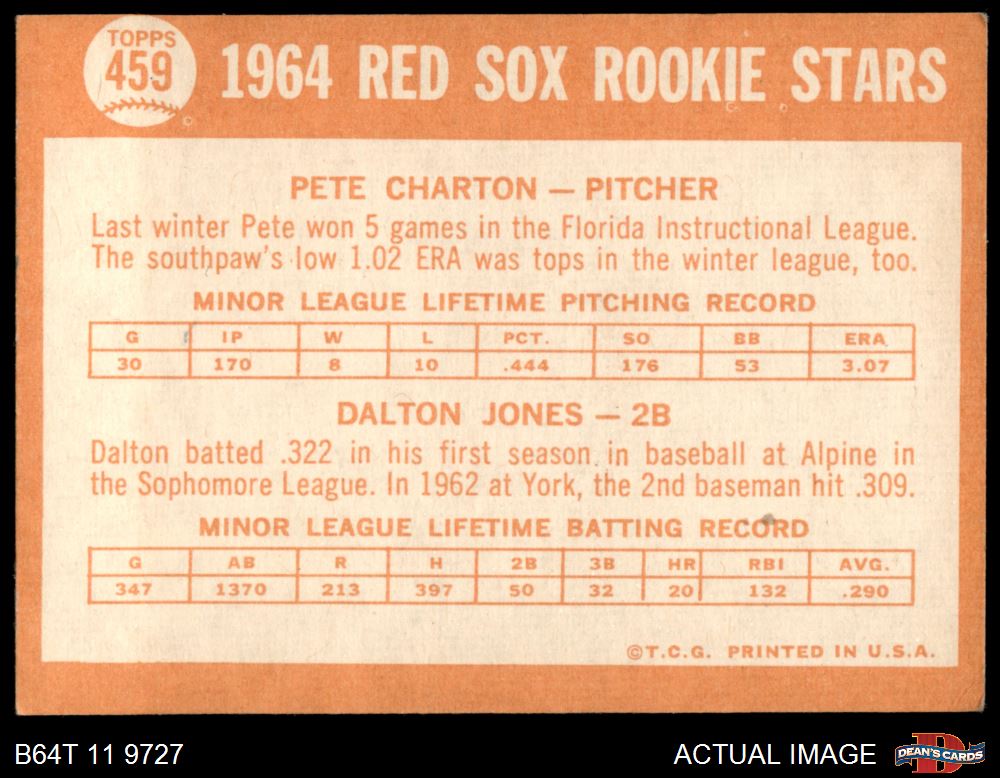 TOPPS
459
1964 RED SOX ROOKIE STARS
PETE CHARTON — PITCHER
Last winter Pete won 5 games in the Florida Instructional League.
The southpaw's low 1.02 ERA was tops in the winter league, too.
MINOR LEAGUE LIFETIME PITCHING RECORD
G IP W L PCT. SO BB ERA
30 170 8 10 .444 176 53 3.07
DALTON JONES — 2B
Dalton batted .322 in his first season in baseball at Alpine in
the Sophomore League. In 1962 at York, the 2nd baseman hit .309.
MINOR LEAGUE LIFETIME BATTING RECORD
G AB R H 2B 3B HR RBI AVG.
347 1370 213 397 50 32 20 132 .290
©T.C.G. PRINTED IN U.S.A.
B64T 11 9727
ACTUAL IMAGE
DEAN'S CARDS